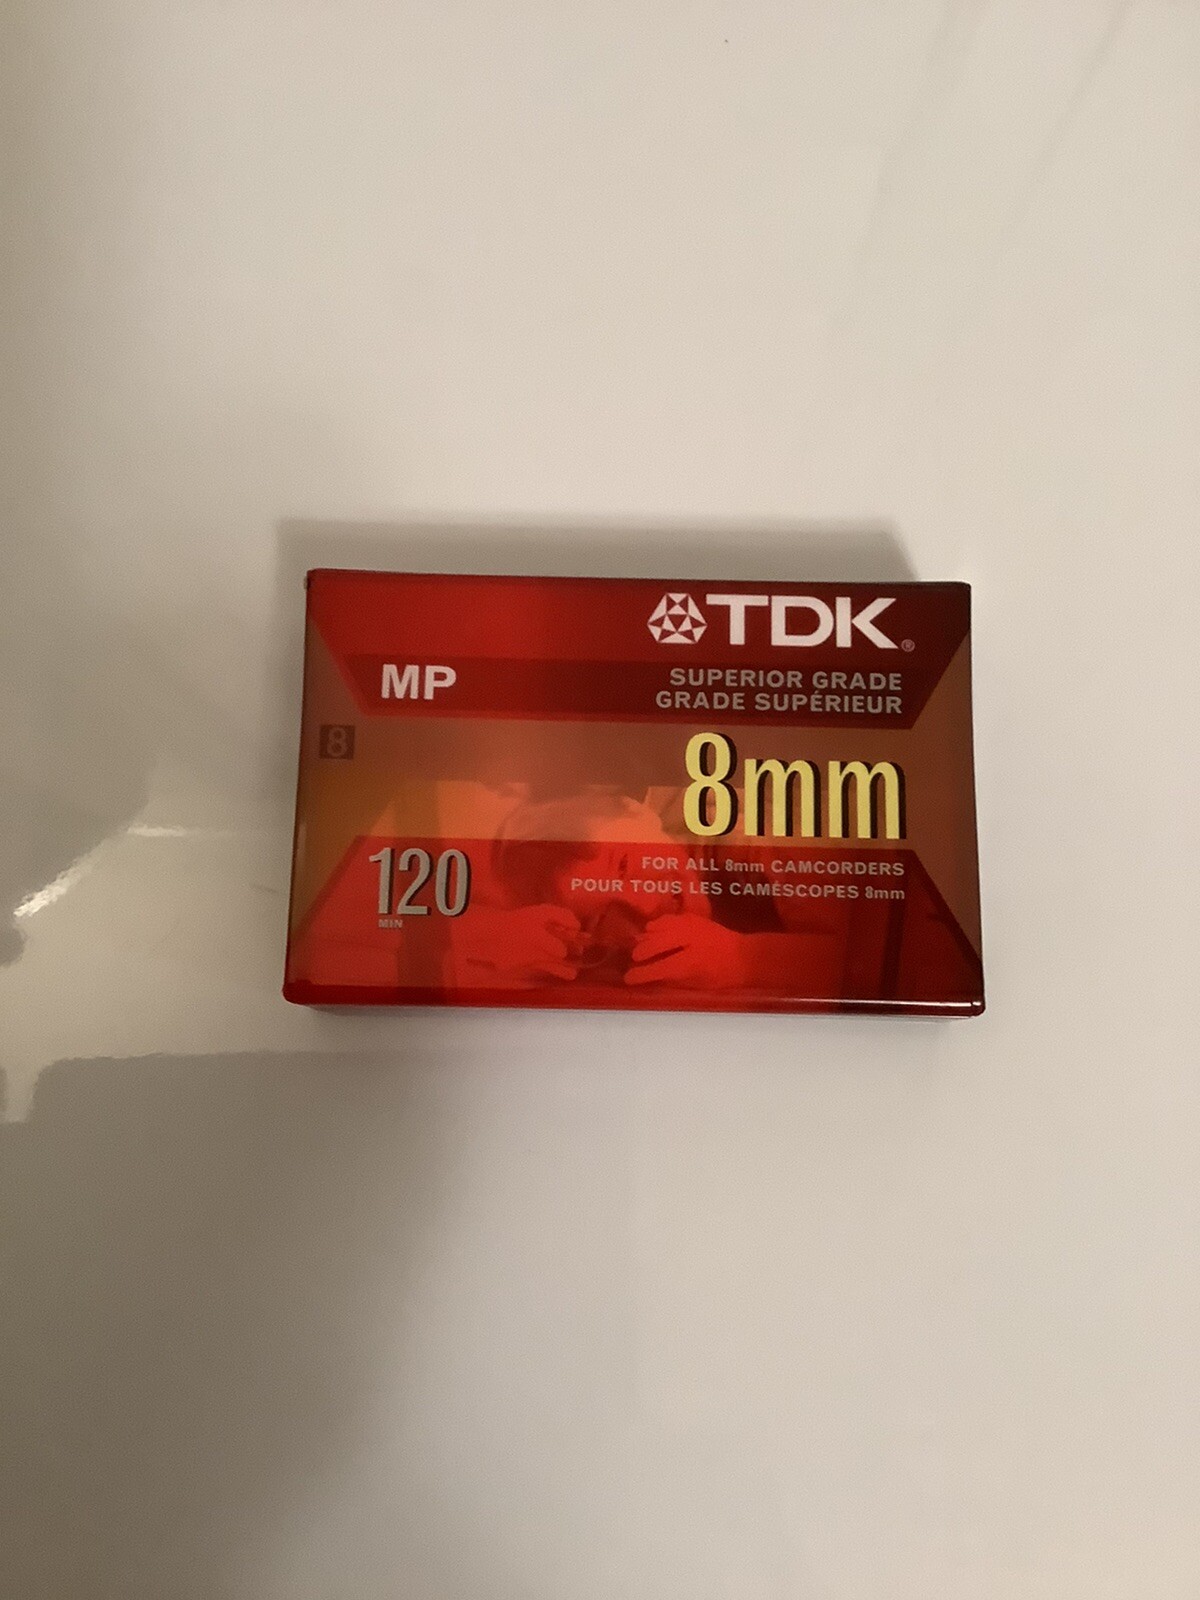 TDK®
MP
SUPERIOR GRADE
GRADE SUPÉRIEUR
8
8mm
120
MIN
FOR ALL 8mm CAMCORDERS
POUR TOUS LES CAMÉSCOPES 8mm